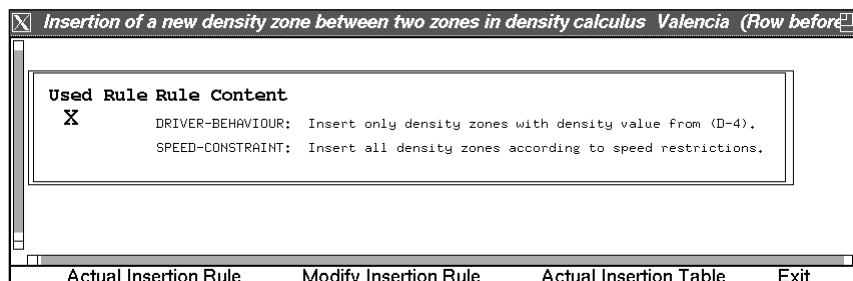 Insertion of a new density zone between two zones in density calculus Valencia (Row before
Used Rule Rule Content
X DRIVER-BEHAVIOUR: Insert only density zones with density value from (D-4).
SPEED-CONSTRAINT: Insert all density zones according to speed restrictions.
Actual Insertion Rule Modify Insertion Rule Actual Insertion Table Exit